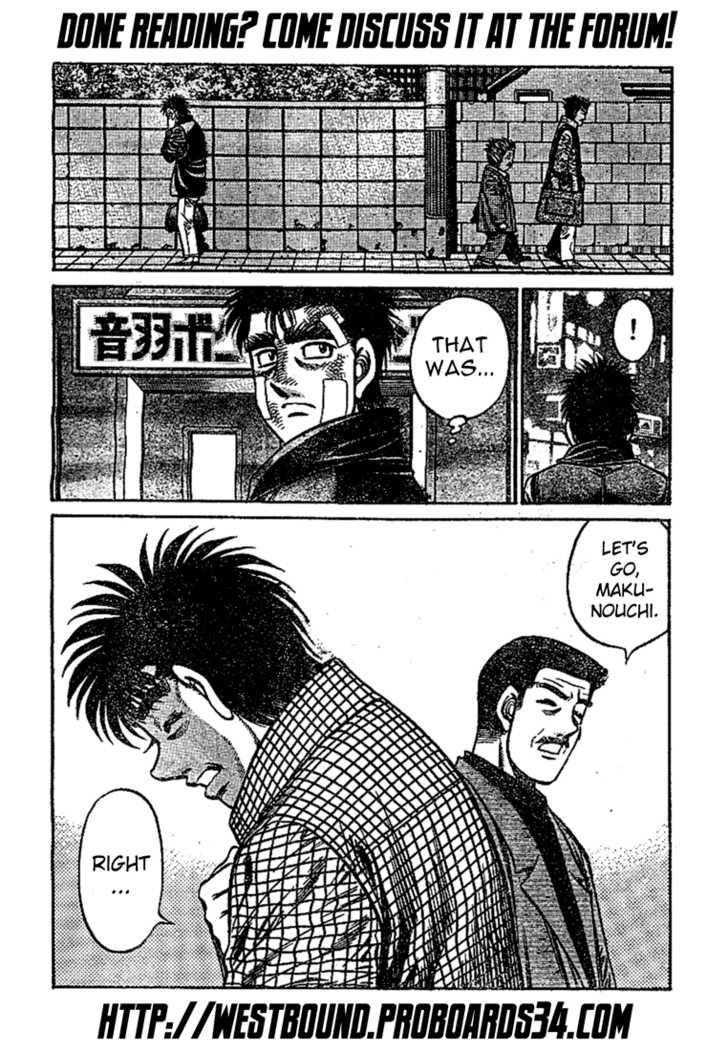 DONE READING? COME DISCUSS IT AT THE FORUM!
音羽ボ
THAT
WAS...
!
LET'S
GO,
MAKU-
NOUCHI.
RIGHT
...
HTTP://WESTBOUND.PROBOARDS34.COM